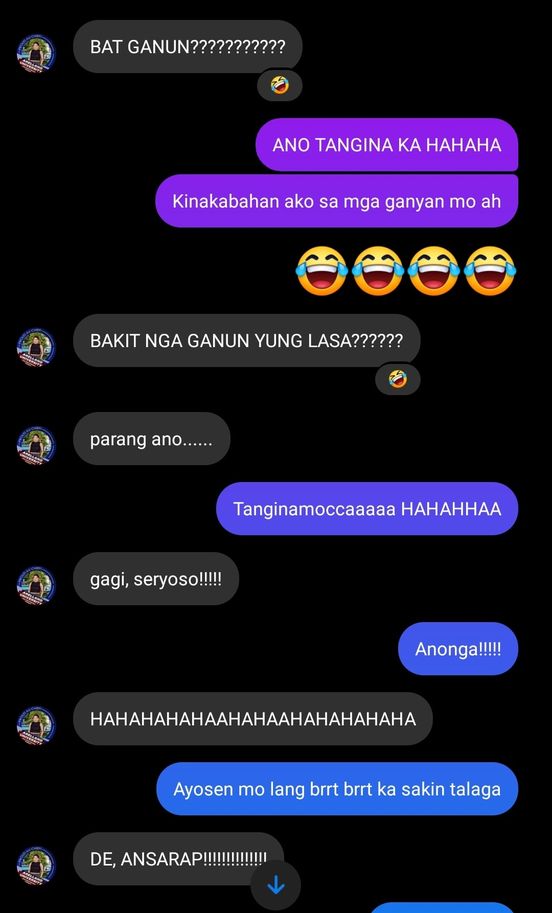 BAT GANUN???????????
ANO TANGINA KA HAHAHA
Kinakabahan ako sa mga ganyan mo ah
BAKIT NGA GANUN YUNG LASA??????
parang ano......
Tanginamoccaaaaa HAHAHHAA
gagi, seryoso!!!!!
Anonga!!!!!
HAHAHAHAHAAHAHAAHAHAHAHAHA
Ayosen mo lang brrt brrt ka sakin talaga
DE, ANSARAP!!!!!!!!!!!!!!